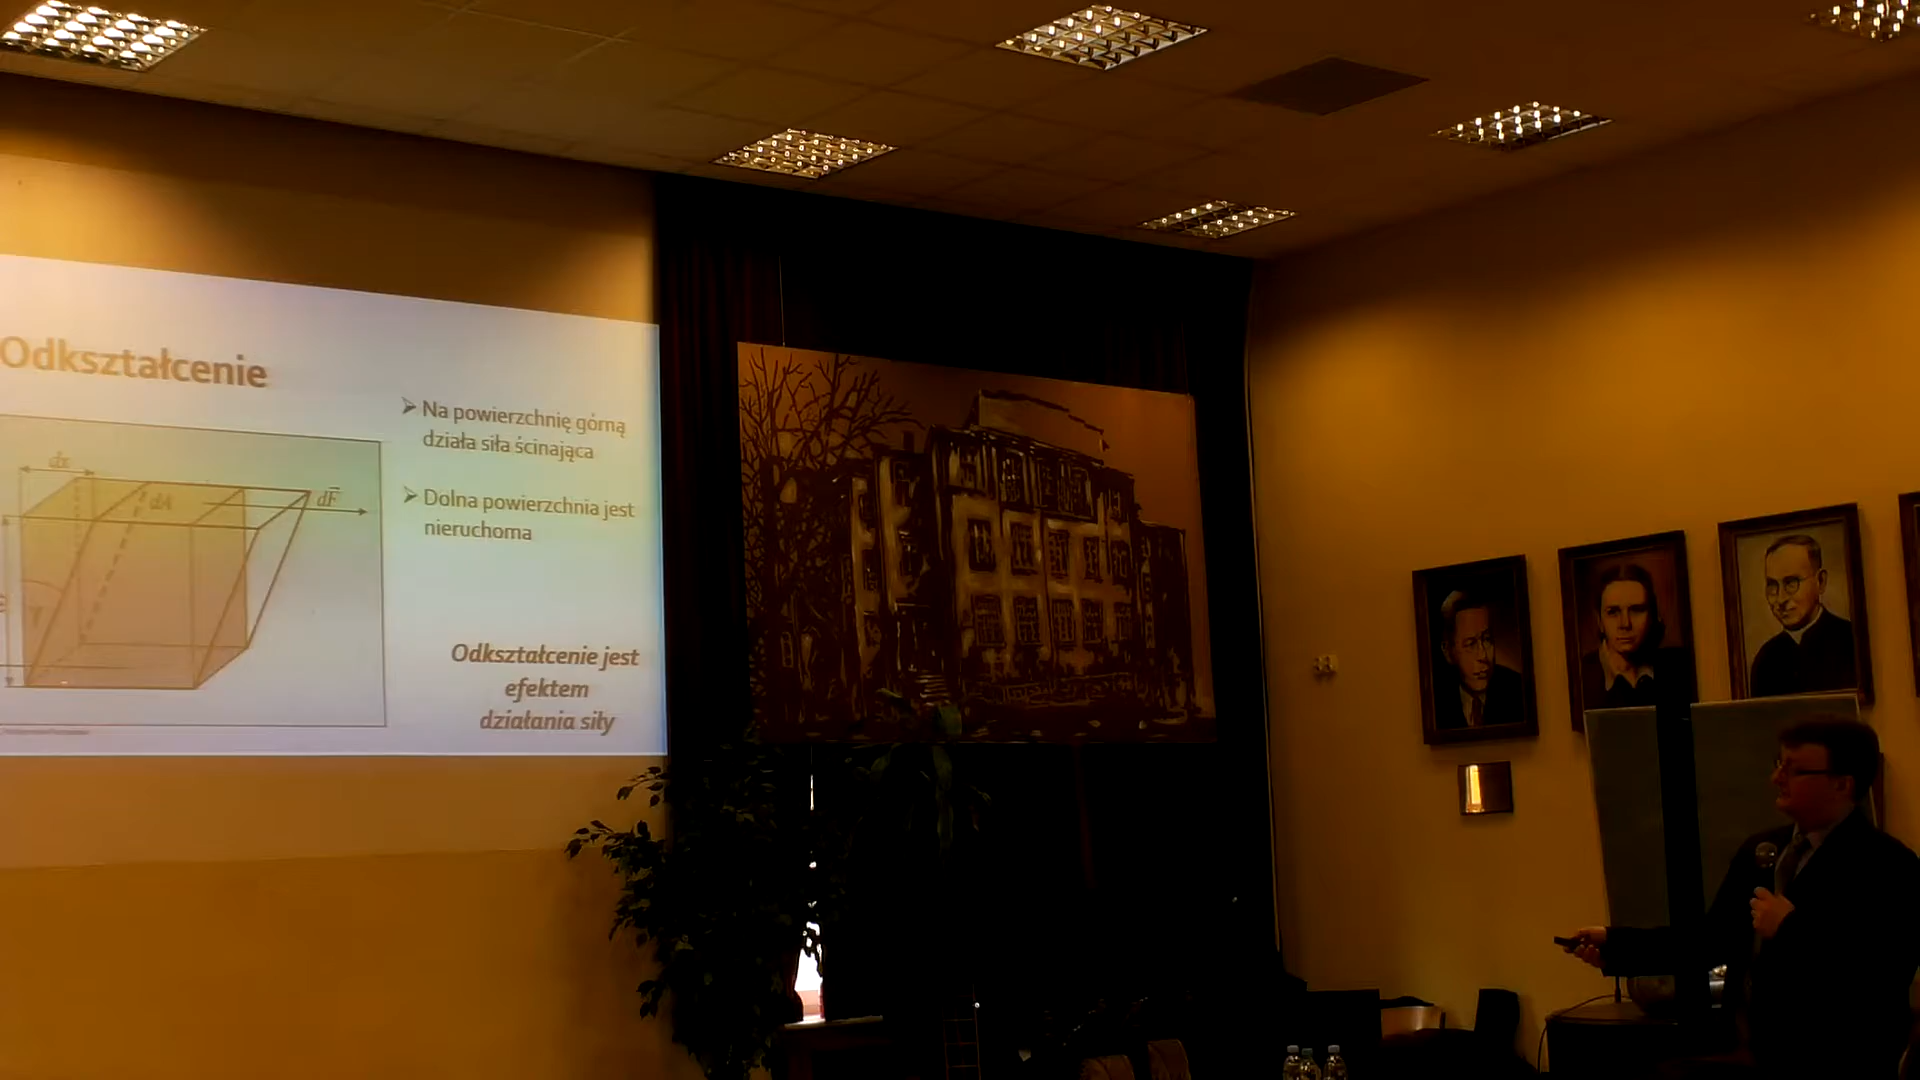 Odkształcenie
Na powierzchnię górną
działa siła ścinająca
Dolna powierzchnia jest
nieruchoma
dx
dA
dF
γ
Odkształcenie jest
efektem
działania siły